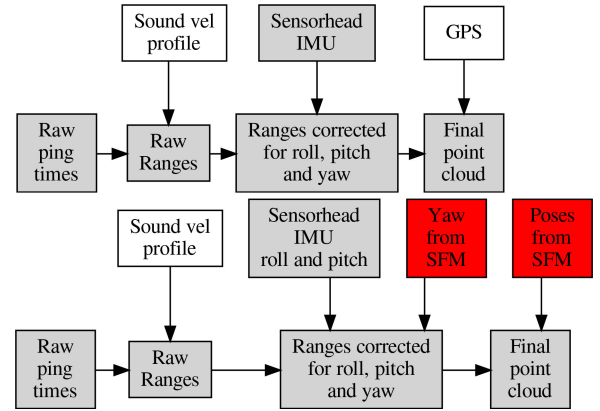 Sound vel
profile
Sensorhead
IMU
GPS
Raw
ping
times
Raw
Ranges
Ranges corrected
for roll, pitch
and yaw
Final
point
cloud
Sound vel
profile
Sensorhead
IMU
roll and pitch
Yaw
from
SFM
Poses
from
SFM
Raw
ping
times
Raw
Ranges
Ranges corrected
for roll, pitch
and yaw
Final
point
cloud